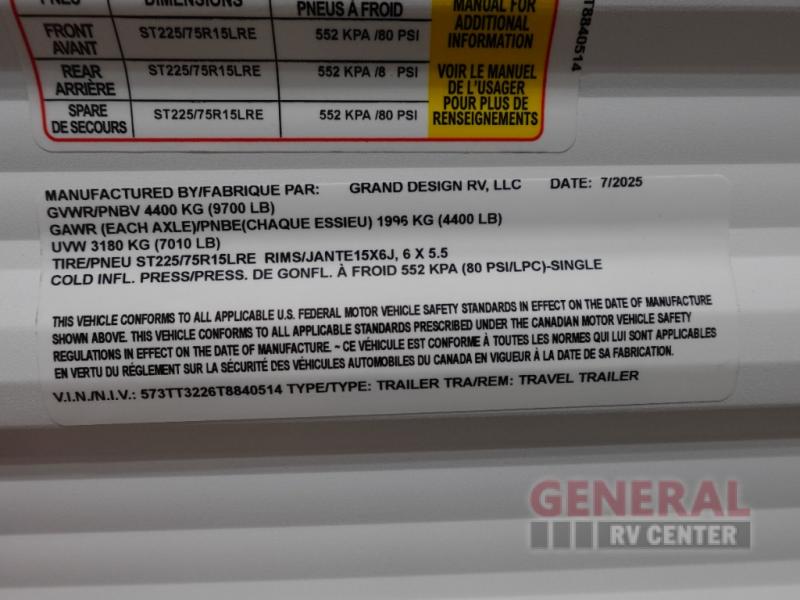 PNEU DIMENSIONS PNEUS À FROID
MANUAL FOR
ADDITIONAL
INFORMATION
FRONT
AVANT
ST225/75R15LRE 552 KPA /80 PSI
REAR
ARRIÈRE
ST225/75R15LRE 552 KPA /8 PSI
SPARE
DE SECOURS
ST225/75R15LRE 552 KPA /80 PSI
VOIR LE MANUEL
DE L'USAGER
POUR PLUS DE
RENSEIGNEMENTS
T8840514
MANUFACTURED BY/FABRIQUE PAR: GRAND DESIGN RV, LLC DATE: 7/2025
GVWR/PNBV 4400 KG (9700 LB)
GAWR (EACH AXLE)/PNBE(CHAQUE ESSIEU) 1996 KG (4400 LB)
UVW 3180 KG (7010 LB)
TIRE/PNEU ST225/75R15LRE RIMS/JANTE15X6J, 6 X 5.5
COLD INFL. PRESS/PRESS. DE GONFL. À FROID 552 KPA (80 PSI/LPC)-SINGLE
THIS VEHICLE CONFORMS TO ALL APPLICABLE U.S. FEDERAL MOTOR VEHICLE SAFETY STANDARDS IN EFFECT ON THE DATE OF MANUFACTURE
SHOWN ABOVE. THIS VEHICLE CONFORMS TO ALL APPLICABLE STANDARDS PRESCRIBED UNDER THE CANADIAN MOTOR VEHICLE SAFETY
REGULATIONS IN EFFECT ON THE DATE OF MANUFACTURE. ~ CE VÉHICULE EST CONFORME À TOUTES LES NORMES QUI LUI SONT APPLICABLES
EN VERTU DU RÉGLEMENT SUR LA SÉCURITÉ DES VÉHICULES AUTOMOBILES DU CANADA EN VIGUEUR À LA DATE DE SA FABRICATION.
V.I.N./N.I.V.: 573TT3226T8840514 TYPE/TYPE: TRAILER TRA/REM: TRAVEL TRAILER
GENERAL
RV CENTER